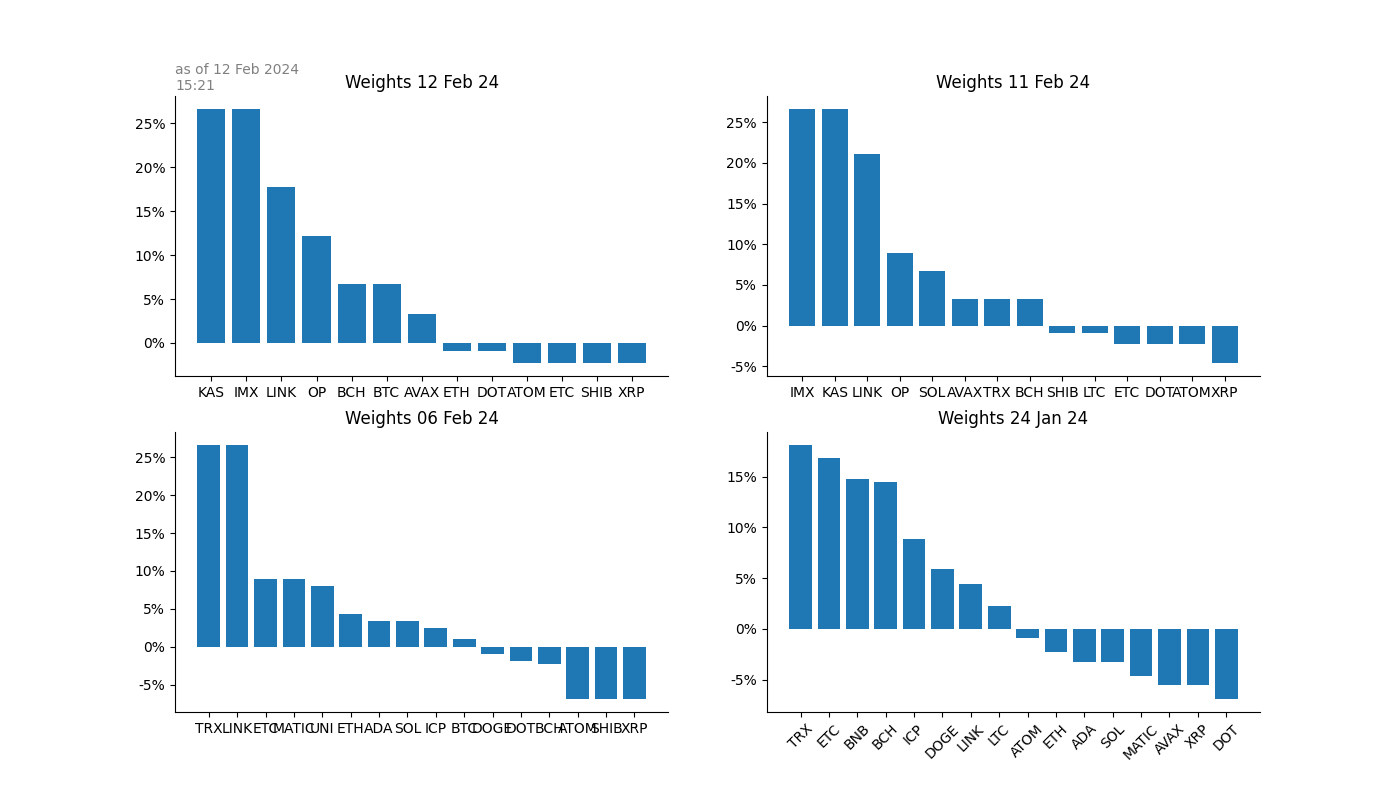 as of 12 Feb 2024
15:21
Weights 12 Feb 24
25%
20%
15%
10%
5%
0%
KAS IMX LINK OP BCH BTC AVAX ETH DOT ATOM ETC SHIB XRP
Weights 11 Feb 24
25%
20%
15%
10%
5%
0%
-5%
IMX KAS LINK OP SOL AVAX TRX BCH SHIB LTC ETC DOT ATOM XRP
Weights 06 Feb 24
25%
20%
15%
10%
5%
0%
-5%
TRX LINK ETC MATIC UNI ETH ADA SOL ICP BTC DOGE DOT BCH ATOM SHIB XRP
Weights 24 Jan 24
15%
10%
5%
0%
-5%
TRX ETC BNB BCH ICP DOGE LINK LTC ATOM ETH ADA SOL MATIC AVAX XRP DOT